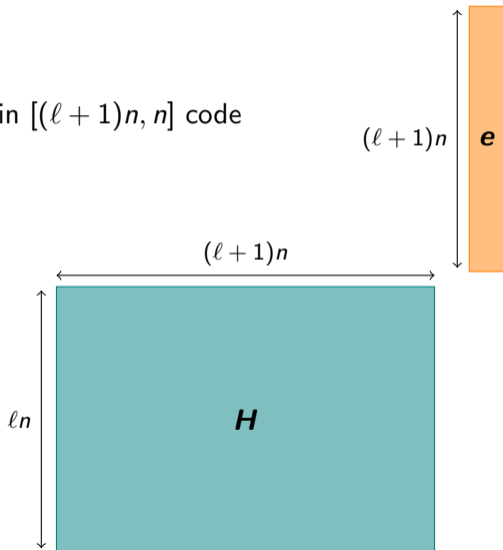 in [(ℓ + 1)n, n] code
(ℓ + 1)n
e
(ℓ + 1)n
ℓn
H